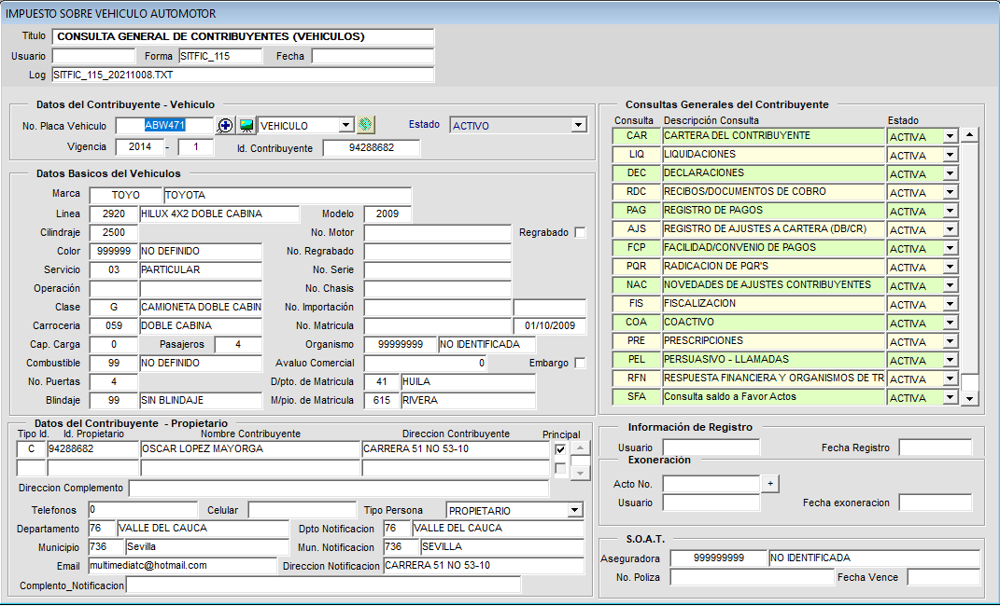 IMPUESTO SOBRE VEHICULO AUTOMOTOR
Titulo CONSULTA GENERAL DE CONTRIBUYENTES (VEHICULOS)
Usuario Forma SITFIC_115 Fecha
Log SITFIC_115_20211008.TXT
Datos del Contribuyente - Vehiculo
No. Placa Vehiculo ABW471 VEHICULO Estado ACTIVO
Vigencia 2014 - 1 Id. Contribuyente 94288682
Datos Basicos del Vehiculos
Marca TOYO TOYOTA
Linea 2920 HILUX 4X2 DOBLE CABINA Modelo 2009
Cilindraje 2500 No. Motor Regrabado
Color 999999 NO DEFINIDO No. Regrabado
Servicio 03 PARTICULAR No. Serie
Operación No. Chasis
Clase G CAMIONETA DOBLE CABIN No. Importación
Carroceria 059 DOBLE CABINA No. Matricula 01/10/2009
Cap. Carga 0 Pasajeros 4 Organismo 99999999 NO IDENTIFICADA
Combustible 99 NO DEFINIDO Avaluo Comercial 0 Embargo
No. Puertas 4 D/pto. de Matricula 41 HUILA
Blindaje 99 SIN BLINDAJE M/pio. de Matricula 615 RIVERA
Datos del Contribuyente - Propietario
Tipo Id. Id. Propietario Nombre Contribuyente Direccion Contribuyente Principal
C 94288682 OSCAR LOPEZ MAYORGA CARRERA 51 NO 53-10
Direccion Complemento
Telefonos 0 Celular Tipo Persona PROPIETARIO
Departamento 76 VALLE DEL CAUCA Dpto Notificacion 76 VALLE DEL CAUCA
Municipio 736 Sevilla Mun. Notificacion 736 SEVILLA
Email multimediatc@hotmail.com Direccion Notificacion CARRERA 51 NO 53-10
Complento_Notificacion
Consultas Generales del Contribuyente
Consulta Descripción Consulta Estado
CAR CARTERA DEL CONTRIBUYENTE ACTIVA
LIQ LIQUIDACIONES ACTIVA
DEC DECLARACIONES ACTIVA
RDC RECIBOS/DOCUMENTOS DE COBRO ACTIVA
PAG REGISTRO DE PAGOS ACTIVA
AJS REGISTRO DE AJUSTES A CARTERA (DB/CR) ACTIVA
FCP FACILIDAD/CONVENIO DE PAGOS ACTIVA
PQR RADICACION DE PQR'S ACTIVA
NAC NOVEDADES DE AJUSTES CONTRIBUYENTES ACTIVA
FIS FISCALIZACION ACTIVA
COA COACTIVO ACTIVA
PRE PRESCRIPCIONES ACTIVA
PEL PERSUASIVO - LLAMADAS ACTIVA
RFN RESPUESTA FINANCIERA Y ORGANISMOS DE TR ACTIVA
SFA Consulta saldo a Favor Actos ACTIVA
Información de Registro
Usuario Fecha Registro
Exoneración
Acto No. +
Usuario Fecha exoneracion
S.O.A.T.
Aseguradora 999999999 NO IDENTIFICADA
No. Poliza Fecha Vence